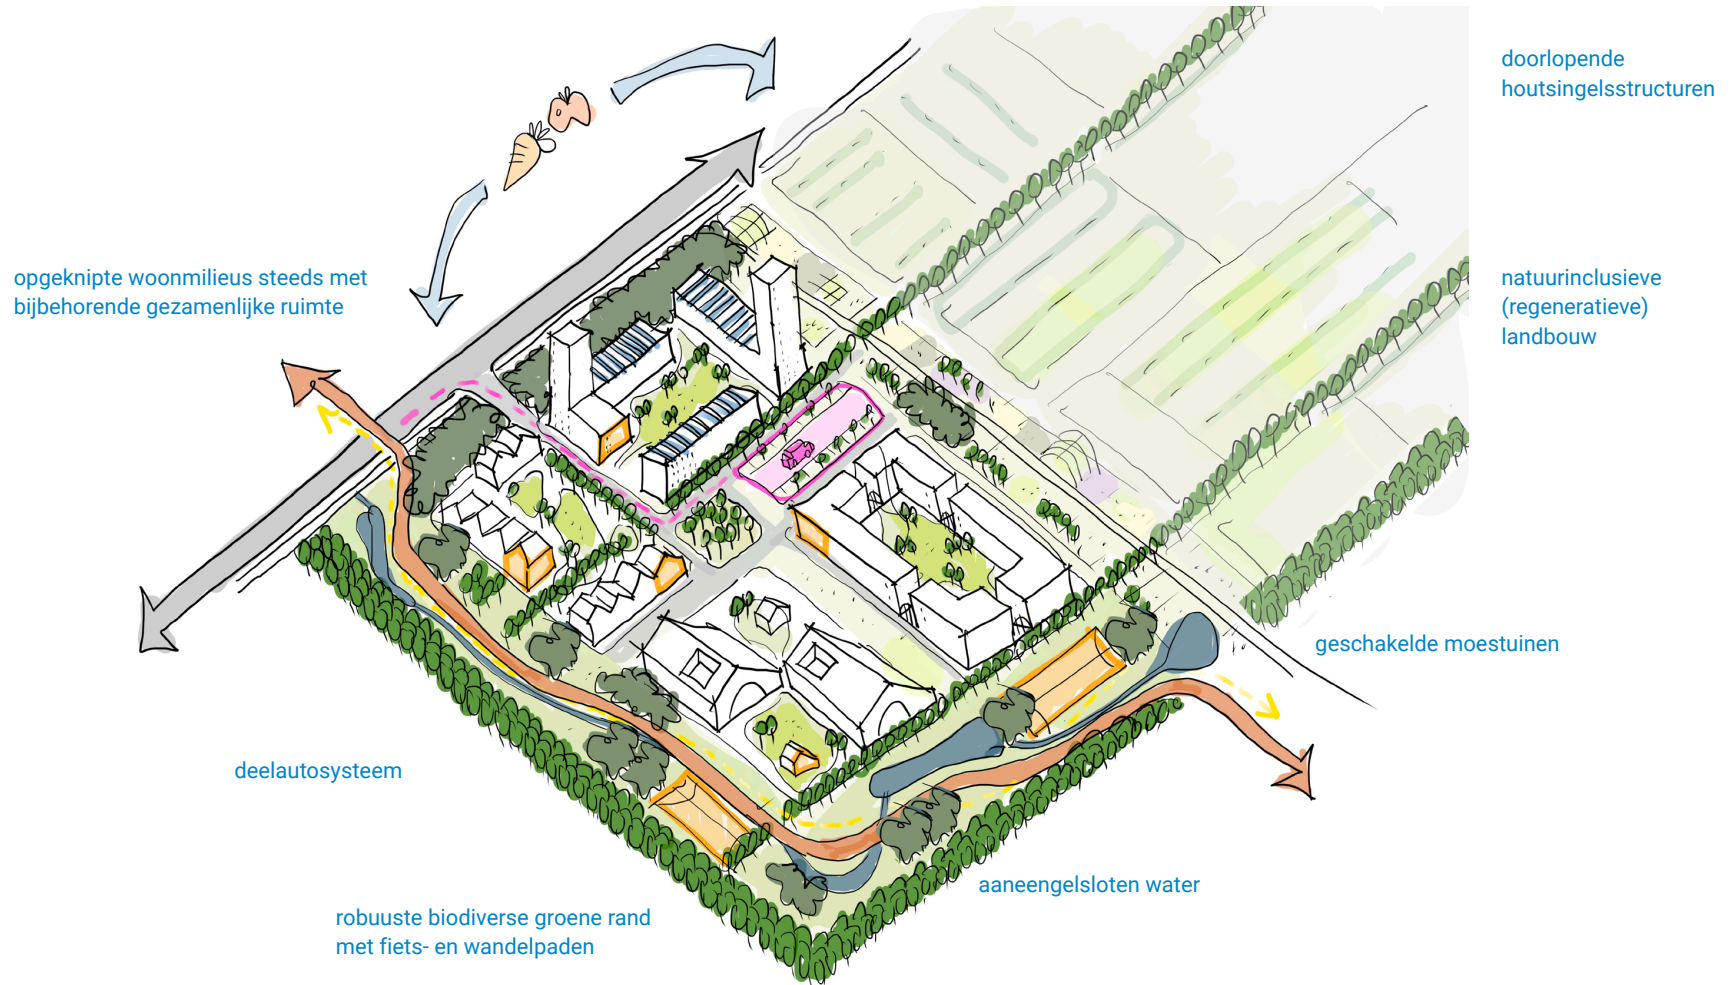 doorlopende
houtsingelsstructuren
opgeknipte woonmilieus steeds met
bijbehorende gezamenlijke ruimte
natuurinclusieve
(regeneratieve)
landbouw
geschakelde moestuinen
deelautosysteem
aaneengelsloten water
robuuste biodiverse groene rand
met fiets- en wandelpaden